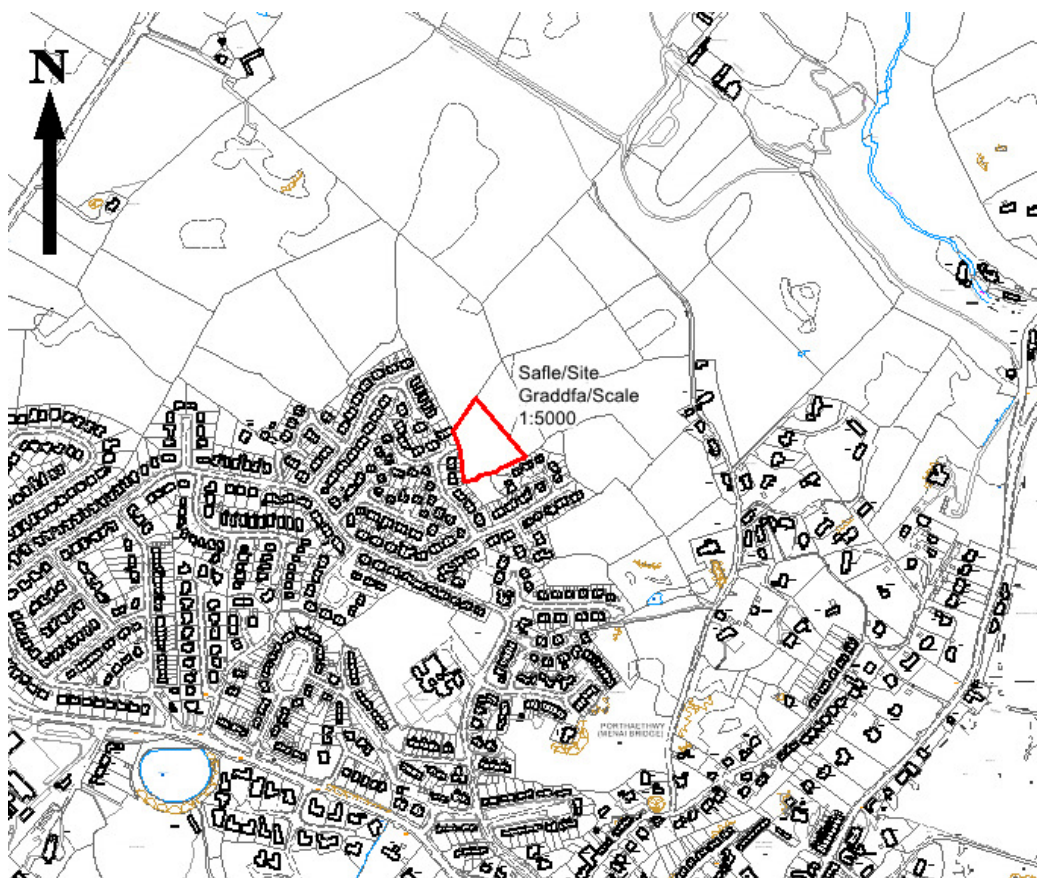 N
Safle/Site
Graddfa/Scale
1:5000
PORTHAETHWY
(MENAI BRIDGE)